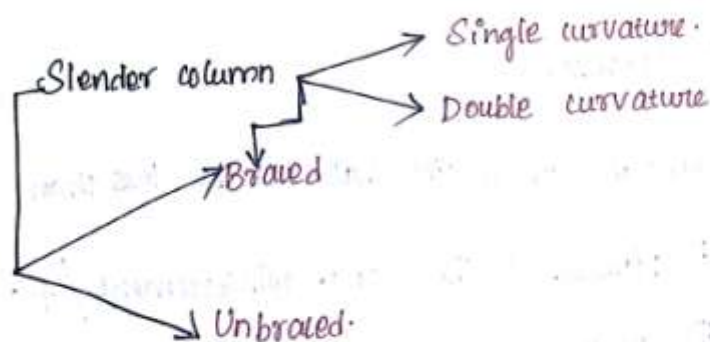 Single curvature.
Slender column
Double curvature
Braced
Unbraced.